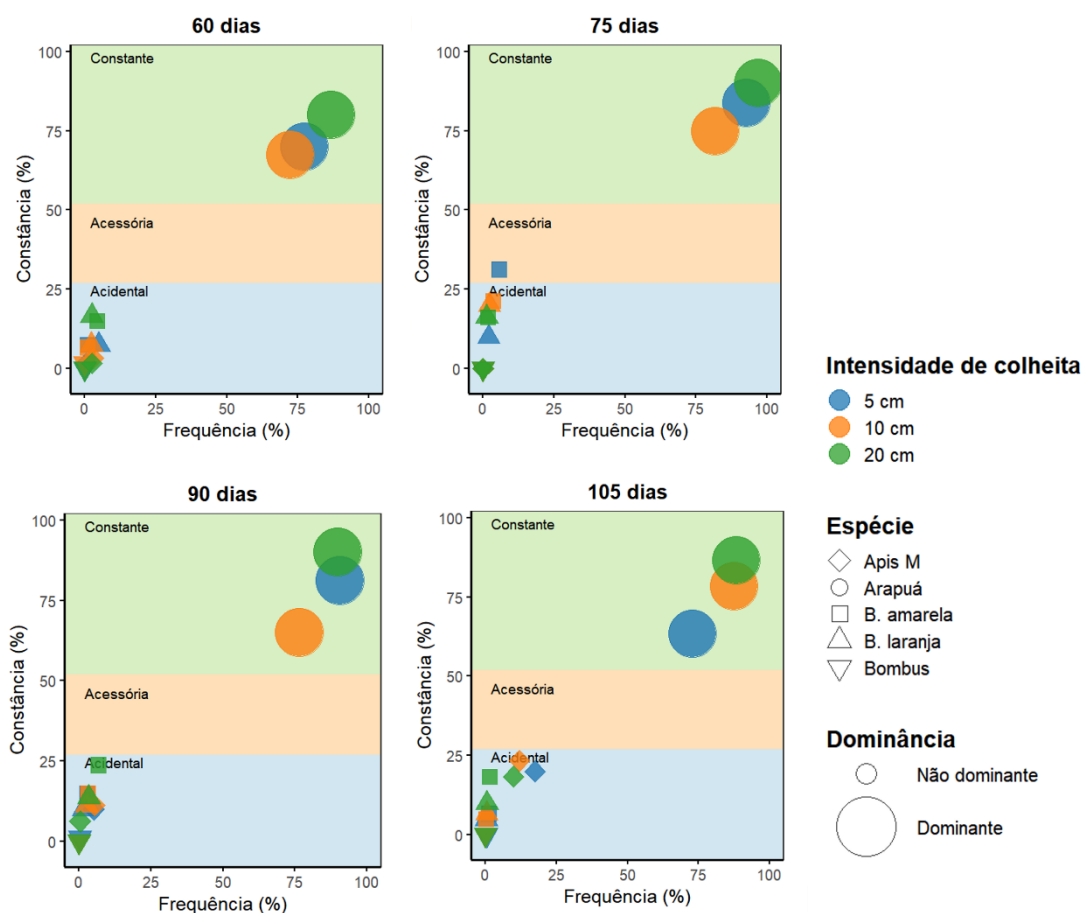 60 dias
Constância (%)
100
75
50
25
0
Constante
Acessória
Acidental
0 25 50 75 100
Frequência (%)
75 dias
Constância (%)
100
75
50
25
0
Constante
Acessória
Acidental
0 25 50 75 100
Frequência (%)
90 dias
Constância (%)
100
75
50
25
0
Constante
Acessória
Acidental
0 25 50 75 100
Frequência (%)
105 dias
Constância (%)
100
75
50
25
0
Constante
Acessória
Acidental
0 25 50 75 100
Frequência (%)
Intensidade de colheita
5 cm
10 cm
20 cm
Espécie
Apis M
Arapuá
B. amarela
B. laranja
Bombus
Dominância
Não dominante
Dominante